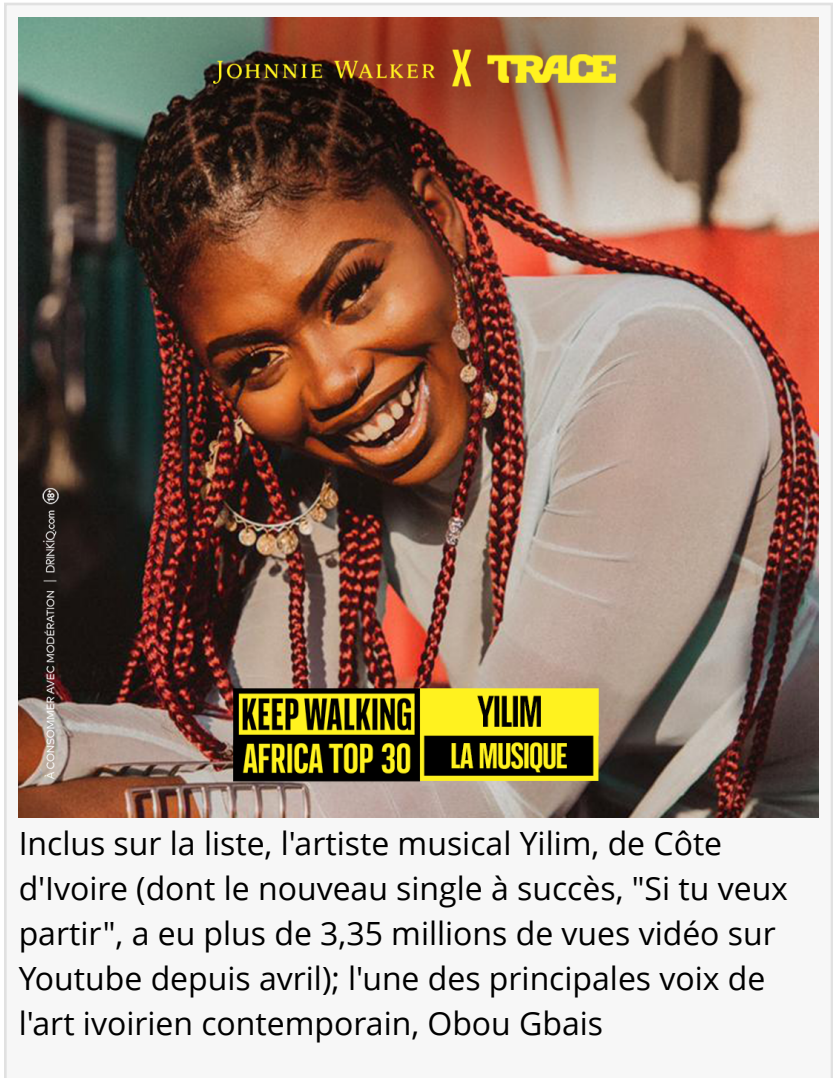 JOHNNIE WALKER X TRACE
À CONSOMMER AVEC MODÉRATION | DRINKiQ.com 18+
KEEP WALKING
AFRICA TOP 30
YILIM
LA MUSIQUE
Inclus sur la liste, l'artiste musical Yilim, de Côte
d'Ivoire (dont le nouveau single à succès, "Si tu veux
partir", a eu plus de 3,35 millions de vues vidéo sur
Youtube depuis avril); l'une des principales voix de
l'art ivoirien contemporain, Obou Gbais